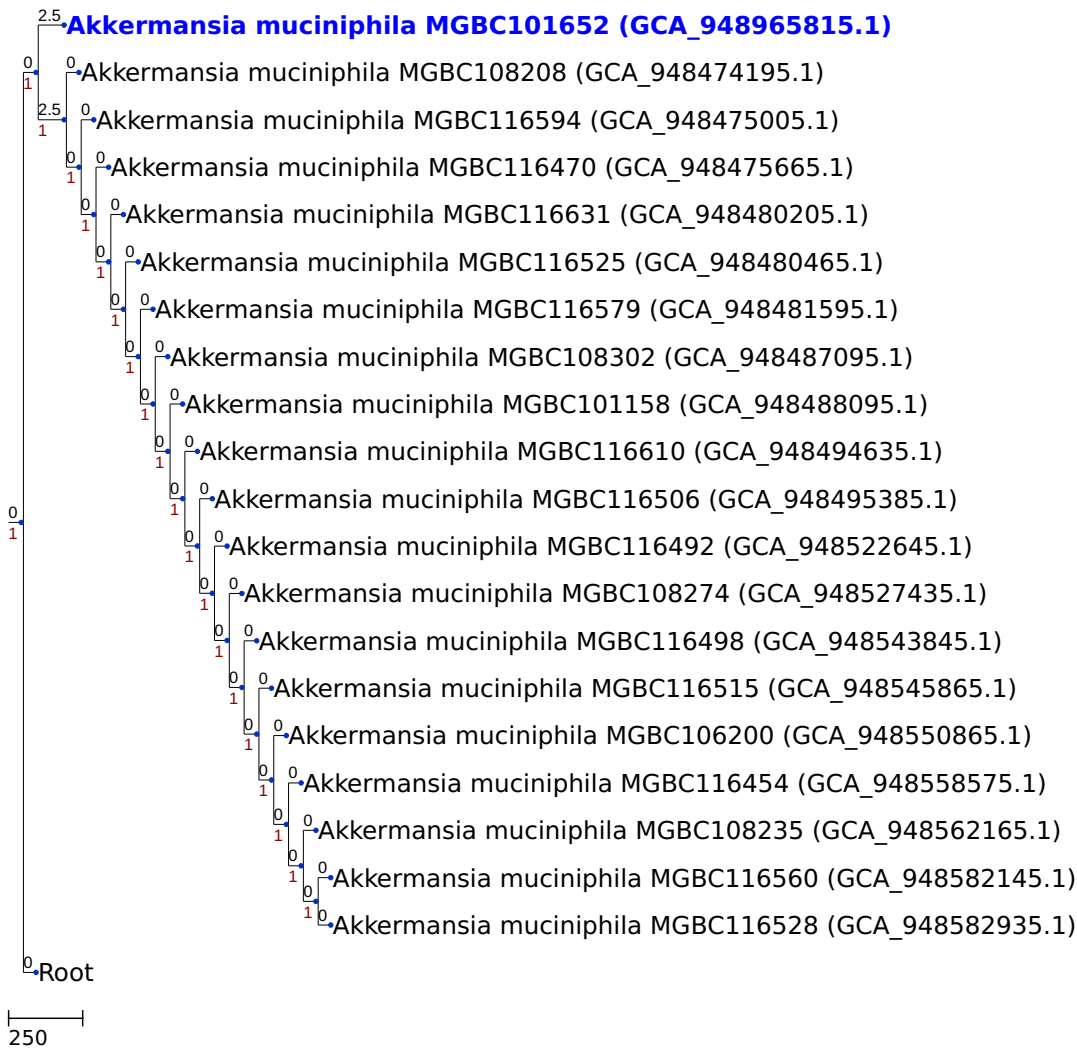 2.5
Akkermansia muciniphila MGBC101652 (GCA_948965815.1)
0
1
0
Akkermansia muciniphila MGBC108208 (GCA_948474195.1)
2.5
1
0
Akkermansia muciniphila MGBC116594 (GCA_948475005.1)
0
1
0
Akkermansia muciniphila MGBC116470 (GCA_948475665.1)
0
1
0
Akkermansia muciniphila MGBC116631 (GCA_948480205.1)
0
1
0
Akkermansia muciniphila MGBC116525 (GCA_948480465.1)
0
1
0
Akkermansia muciniphila MGBC116579 (GCA_948481595.1)
0
1
0
Akkermansia muciniphila MGBC108302 (GCA_948487095.1)
0
1
0
Akkermansia muciniphila MGBC101158 (GCA_948488095.1)
0
1
0
Akkermansia muciniphila MGBC116610 (GCA_948494635.1)
0
1
0
Akkermansia muciniphila MGBC116506 (GCA_948495385.1)
0
1
0
1
0
Akkermansia muciniphila MGBC116492 (GCA_948522645.1)
0
1
0
Akkermansia muciniphila MGBC108274 (GCA_948527435.1)
0
1
0
Akkermansia muciniphila MGBC116498 (GCA_948543845.1)
0
1
0
Akkermansia muciniphila MGBC116515 (GCA_948545865.1)
0
1
0
Akkermansia muciniphila MGBC106200 (GCA_948550865.1)
0
1
0
Akkermansia muciniphila MGBC116454 (GCA_948558575.1)
0
1
0
Akkermansia muciniphila MGBC108235 (GCA_948562165.1)
0
1
0
Akkermansia muciniphila MGBC116560 (GCA_948582145.1)
0
1
0
Akkermansia muciniphila MGBC116528 (GCA_948582935.1)
0
Root
250